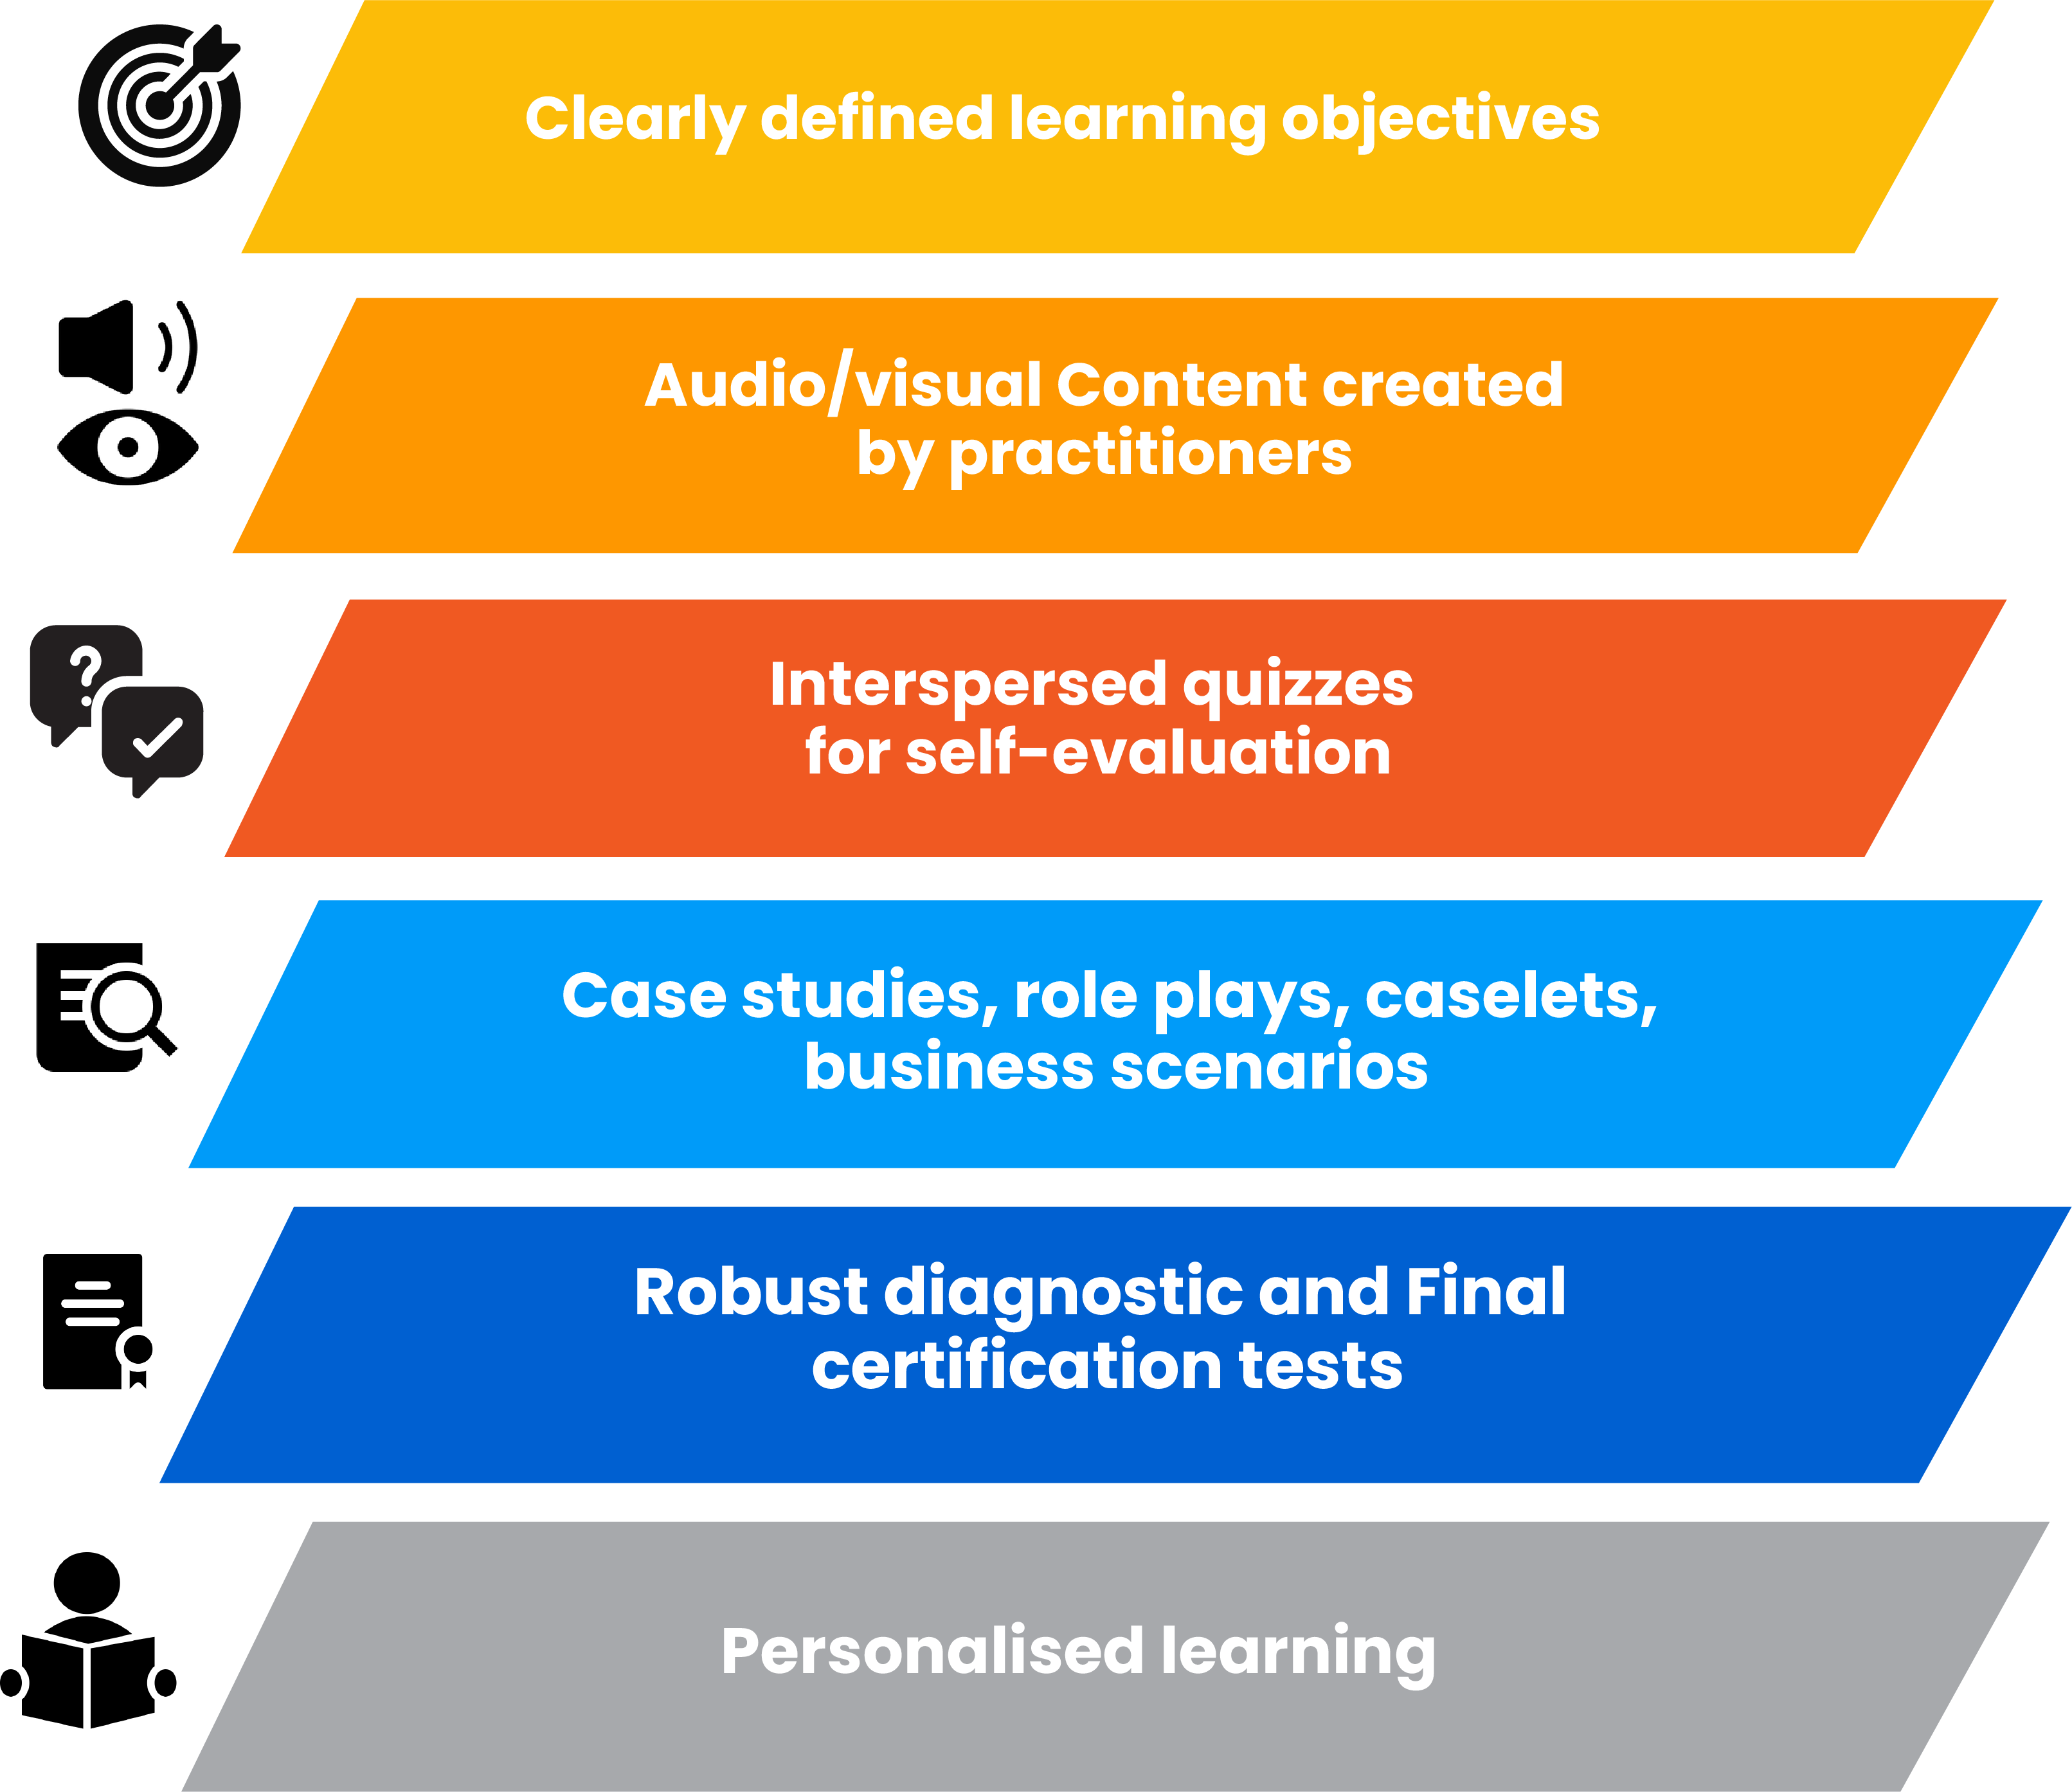 Clearly defined learning objectives
Audio/visual Content created
by practitioners
Interspersed quizzes
for self-evaluation
Case studies, role plays, caselets,
business scenarios
Robust diagnostic and Final
certification tests
Personalised learning